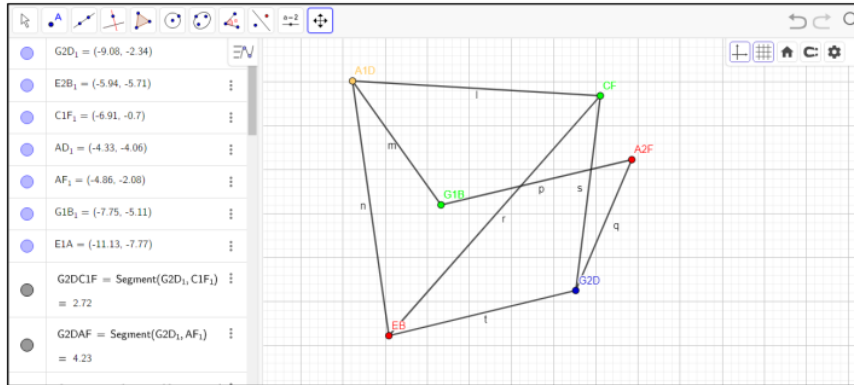 A
a=2
G2D₁ = (-9.08, -2.34)
E2B₁ = (-5.94, -5.71)
C1F₁ = (-6.91, -0.7)
AD₁ = (-4.33, -4.06)
AF₁ = (-4.86, -2.08)
G1B₁ = (-7.75, -5.11)
E1A = (-11.13, -7.77)
G2DC1F = Segment(G2D₁, C1F₁)
= 2.72
G2DAF = Segment(G2D₁, AF₁)
= 4.23
A1D
CF
l
A2F
m
G1B
p
s
n
r
q
G2D
t
EB